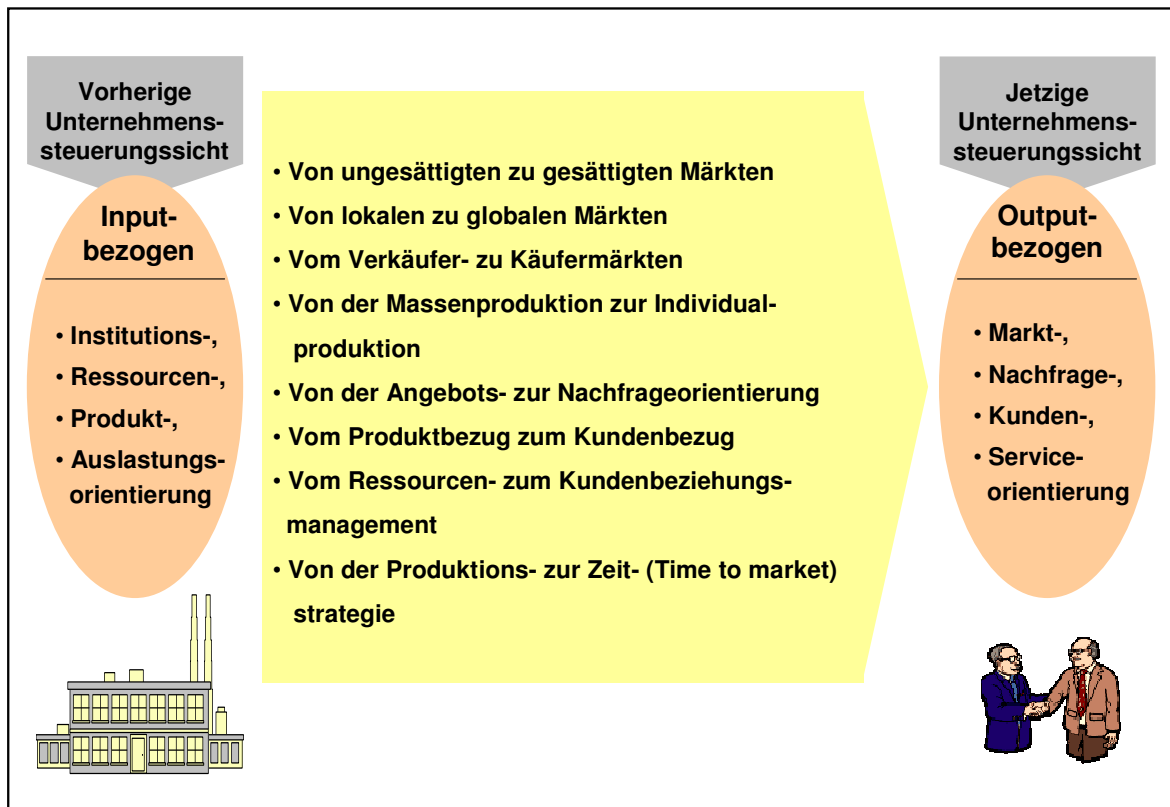 Vorherige
Unternehmens-
steuerungssicht
Input-
bezogen
• Institutions-,
• Ressourcen-,
• Produkt-,
• Auslastungs-
orientierung
• Von ungesättigten zu gesättigten Märkten
• Von lokalen zu globalen Märkten
• Vom Verkäufer- zu Käufermärkten
• Von der Massenproduktion zur Individual-
produktion
• Von der Angebots- zur Nachfrageorientierung
• Vom Produktbezug zum Kundenbezug
• Vom Ressourcen- zum Kundenbeziehungs-
management
• Von der Produktions- zur Zeit- (Time to market)
strategie
Jetzige
Unternehmens-
steuerungssicht
Output-
bezogen
• Markt-,
• Nachfrage-,
• Kunden-,
• Service-
orientierung